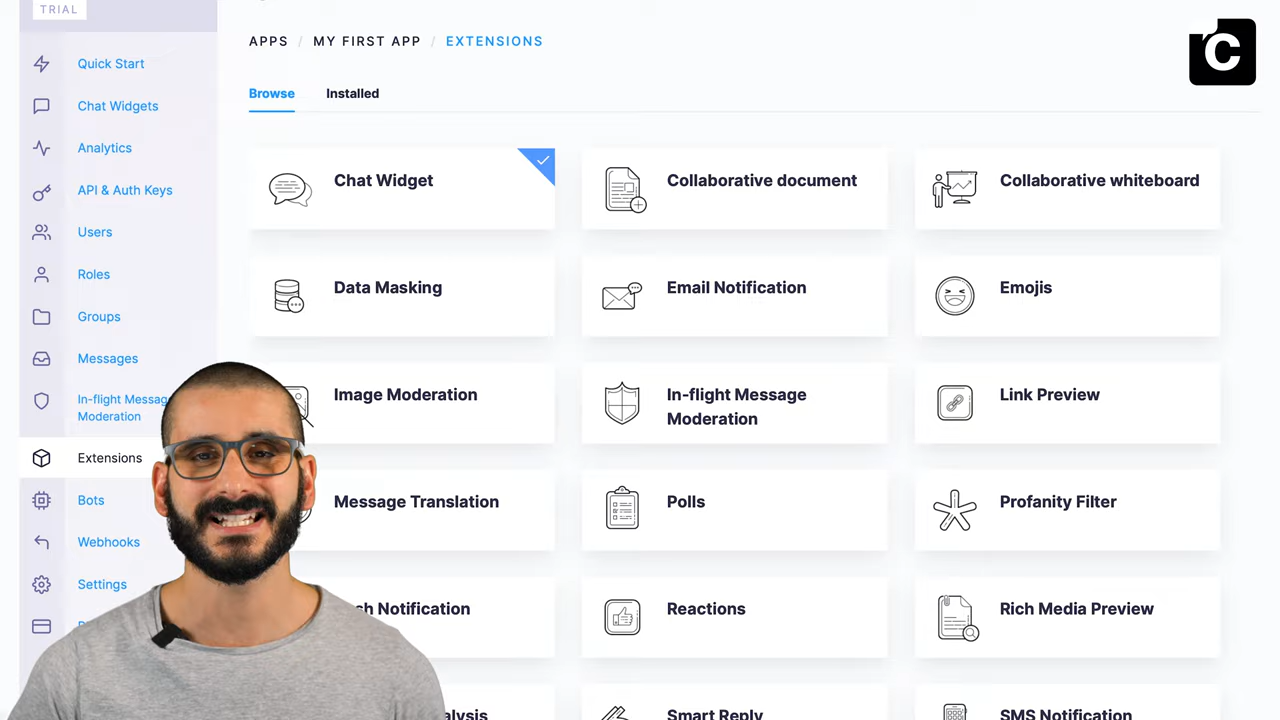 TRIAL
APPS / MY FIRST APP / EXTENSIONS
C
Browse Installed
Quick Start
Chat Widgets
Analytics
API & Auth Keys
Users
Roles
Groups
Messages
In-flight Messag
Moderation
Extensions
Bots
Webhooks
Settings
Chat Widget
Collaborative document
Collaborative whiteboard
Data Masking
Email Notification
Emojis
Image Moderation
In-flight Message
Moderation
Link Preview
Message Translation
Polls
Profanity Filter
sh Notification
Reactions
Rich Media Preview
alysis
Smart Reply
SMS Notification